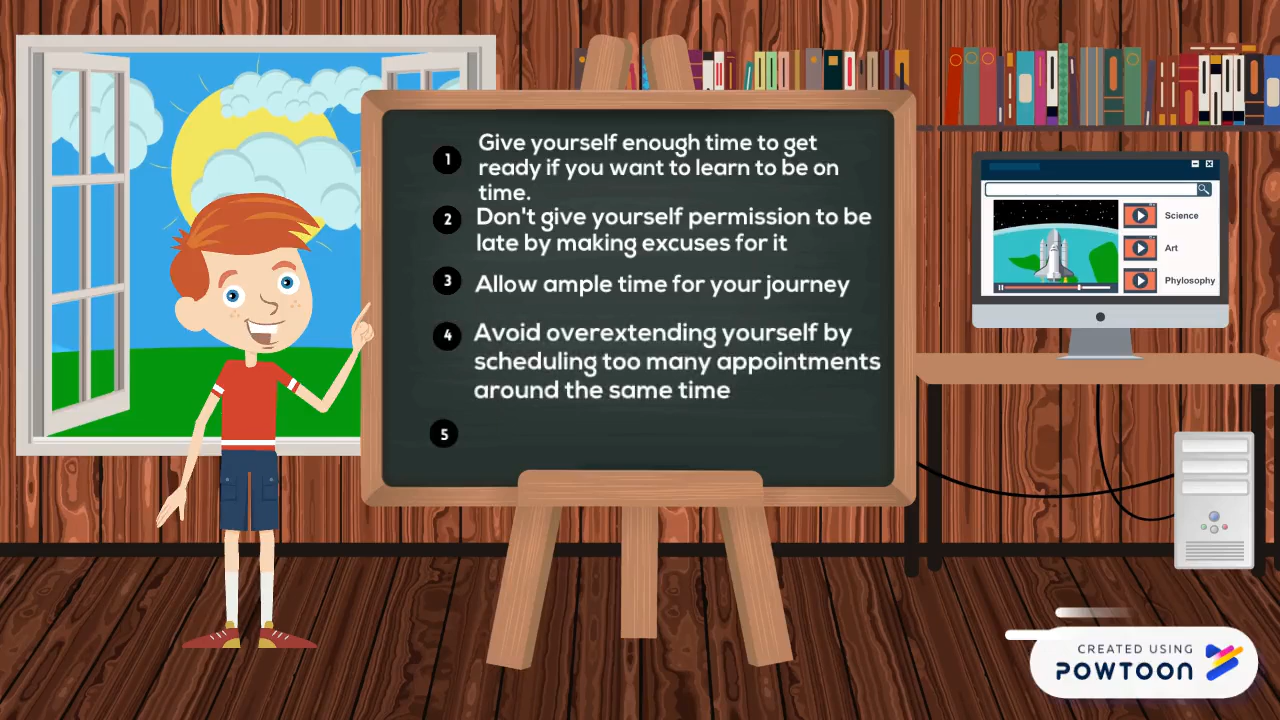 1
Give yourself enough time to get
ready if you want to learn to be on
time.
2
Don't give yourself permission to be
late by making excuses for it
3
Allow ample time for your journey
4
Avoid overextending yourself by
scheduling too many appointments
around the same time
5
Science
Art
Phylosophy
CREATED USING
POWTOON